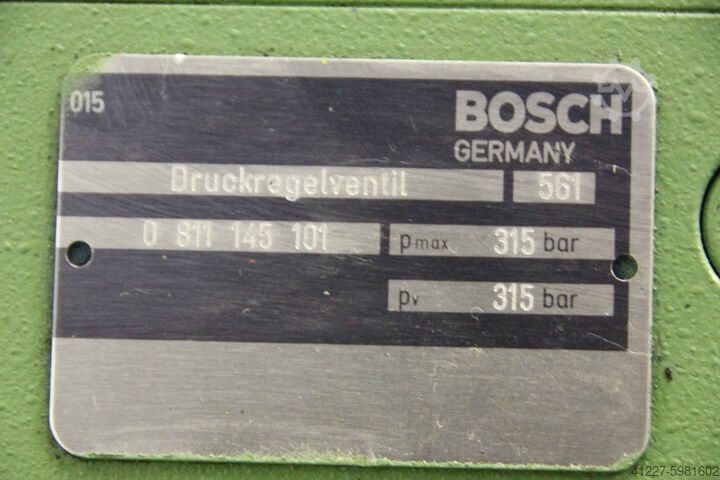 015
BOSCH
GERMANY
Druckregelventil 561
0 811 145 101 pmax 315 bar
pv 315 bar
41227-5981602